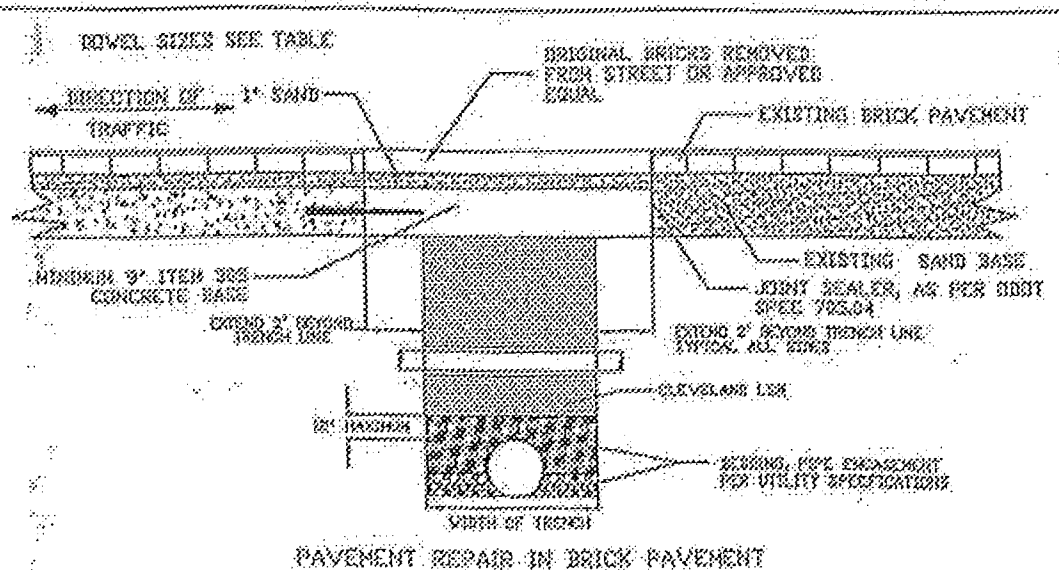 DOWEL SIZES SEE TABLE
ORIGINAL BRICKS REMOVED
FROM STREET OR APPROVED
EQUAL
DIRECTION OF
TRAFFIC
1" SAND
EXISTING BRICK PAVEMENT
MINIMUM 9" ITEM 305
CONCRETE BASE
EXISTING SAND BASE
JOINT SEALER, AS PER ODOT
SPEC 705.04
EXTEND 2' BEYOND
TRENCH LINE
EXTEND 2' BEYOND TRENCH LINE
TYPICAL ALL SIDES
CLEVELAND LSM
12" MAXIMUM
BEDDING, PIPE ENCASEMENT
PER UTILITY SPECIFICATIONS
WIDTH OF TRENCH
PAVEMENT REPAIR IN BRICK PAVEMENT